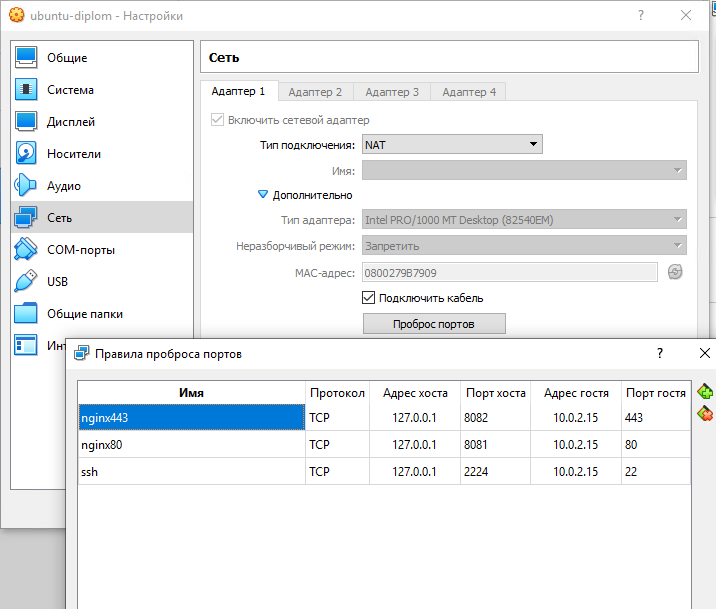 ubuntu-diplom - Настройки
?
Общие
Система
Дисплей
Носители
Аудио
Сеть
COM-порты
USB
Общие папки
Инт
Сеть
Адаптер 1 Адаптер 2 Адаптер 3 Адаптер 4
Включить сетевой адаптер
Тип подключения: NAT
Имя:
Дополнительно
Тип адаптера: Intel PRO/1000 MT Desktop (82540EM)
Неразборчивый режим: Запретить
MAC-адрес: 0800279B7909
Подключить кабель
Проброс портов
Правила проброса портов
?
Имя Протокол Адрес хоста Порт хоста Адрес гостя Порт гостя
nginx443 TCP 127.0.0.1 8082 10.0.2.15 443
nginx80 TCP 127.0.0.1 8081 10.0.2.15 80
ssh TCP 127.0.0.1 2224 10.0.2.15 22